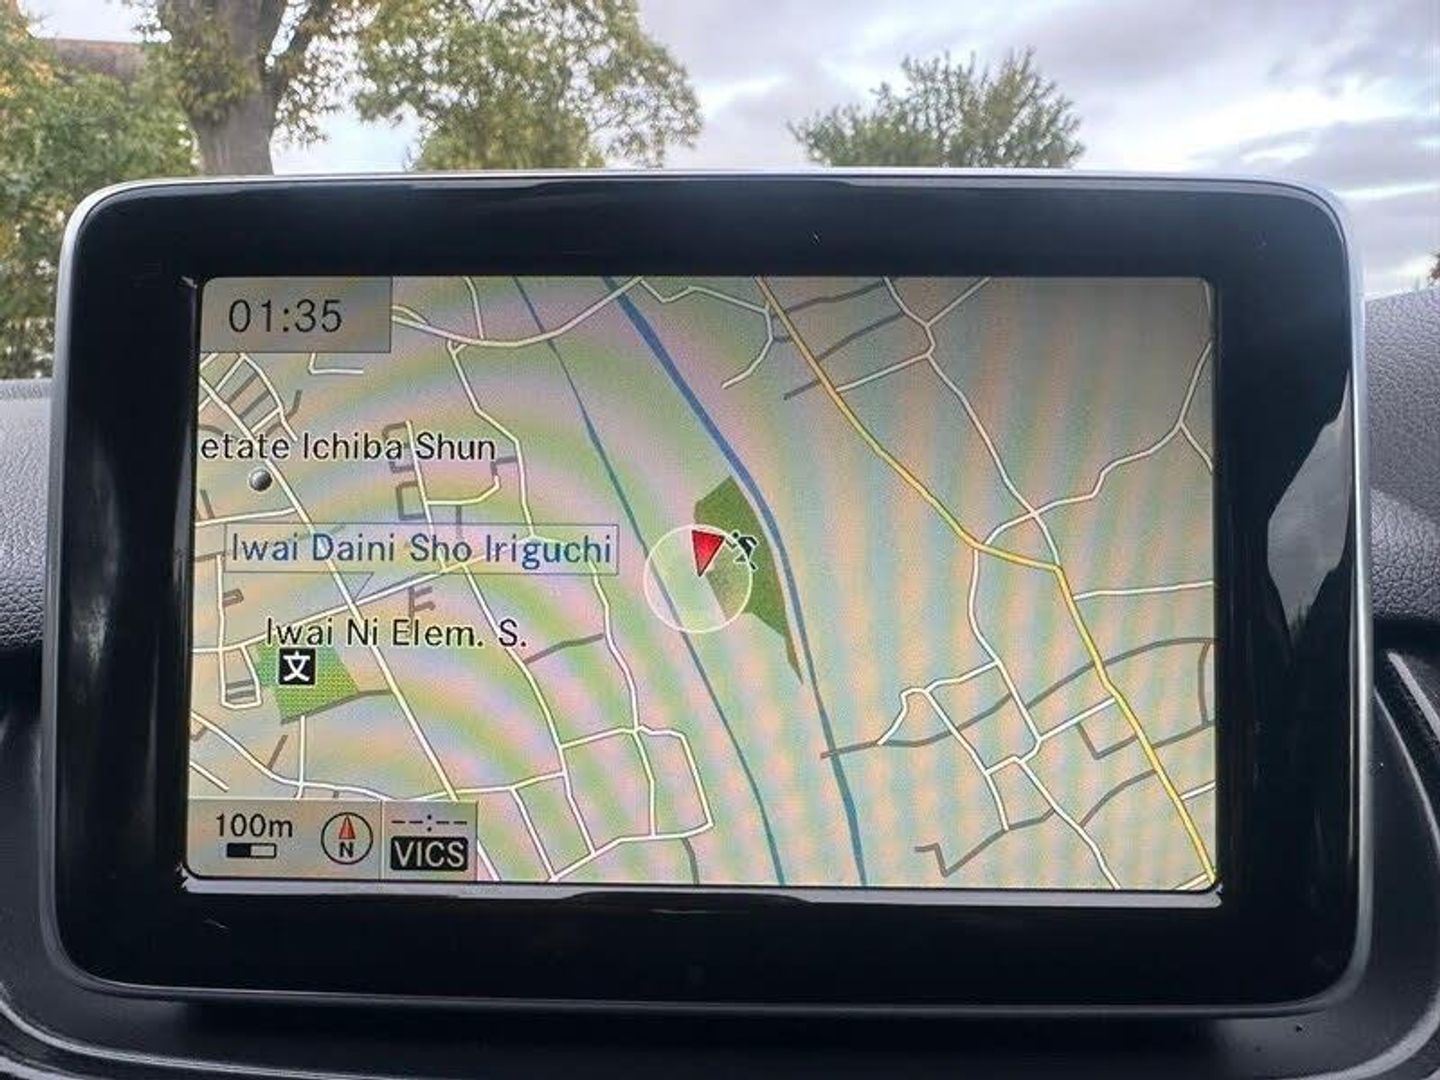 01:35
etate Ichiba Shun
Iwai Daini Sho Iriguchi
Iwai Ni Elem. S.
文
100m
N
VICS